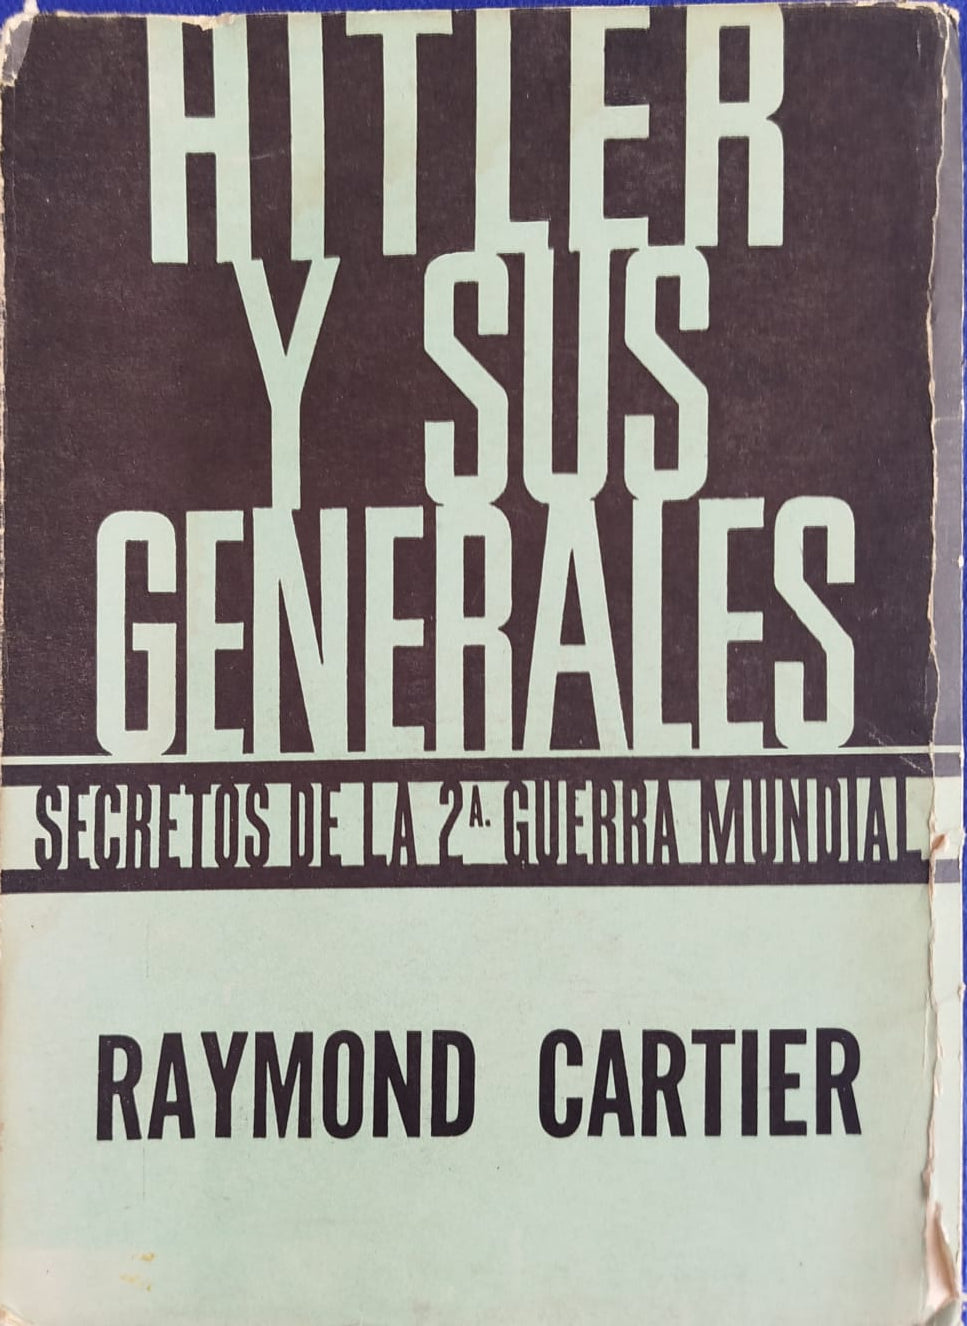 HITLER
Y SUS
GENERALES
SECRETOS DE LA 2A. GUERRA MUNDIAL
RAYMOND CARTIER